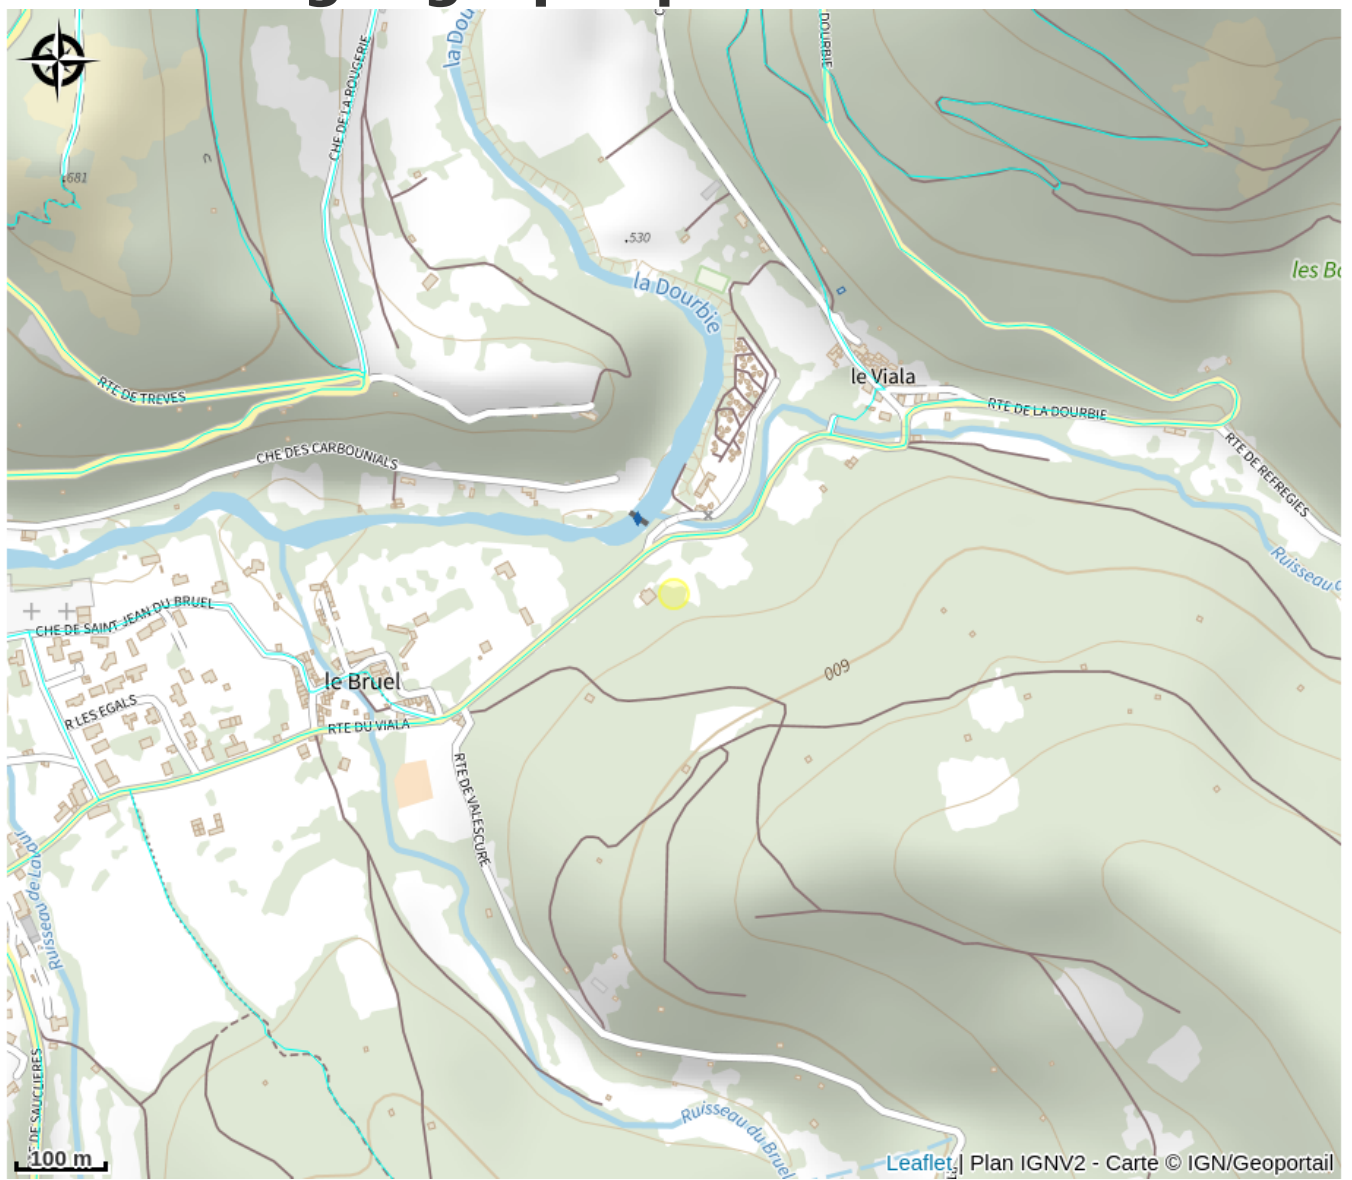 la Dou
DOURBIE
CHE DE LA ROUGERIE
681
530
les Bo
la Dourbie
le Viala
RTE DE TREVES
RTE DE LA DOURBIE
RTE DE REFREGIES
CHE DES CARBOUNIALS
Ruisseau d
CHE DE SAINT JEAN DU BRUEL
600
le Bruel
R LES EGALS
RTE DU VIALA
RTE DE VALESCURE
Ruisseau de Lavaur
E DE SAUCLIERES
Ruisseau du Bruel
100 m
Leaflet | Plan IGNV2 - Carte © IGN/Geoportail